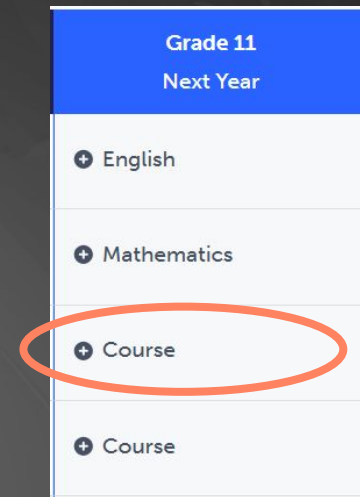 Grade 11
Next Year
English
Mathematics
Course
Course